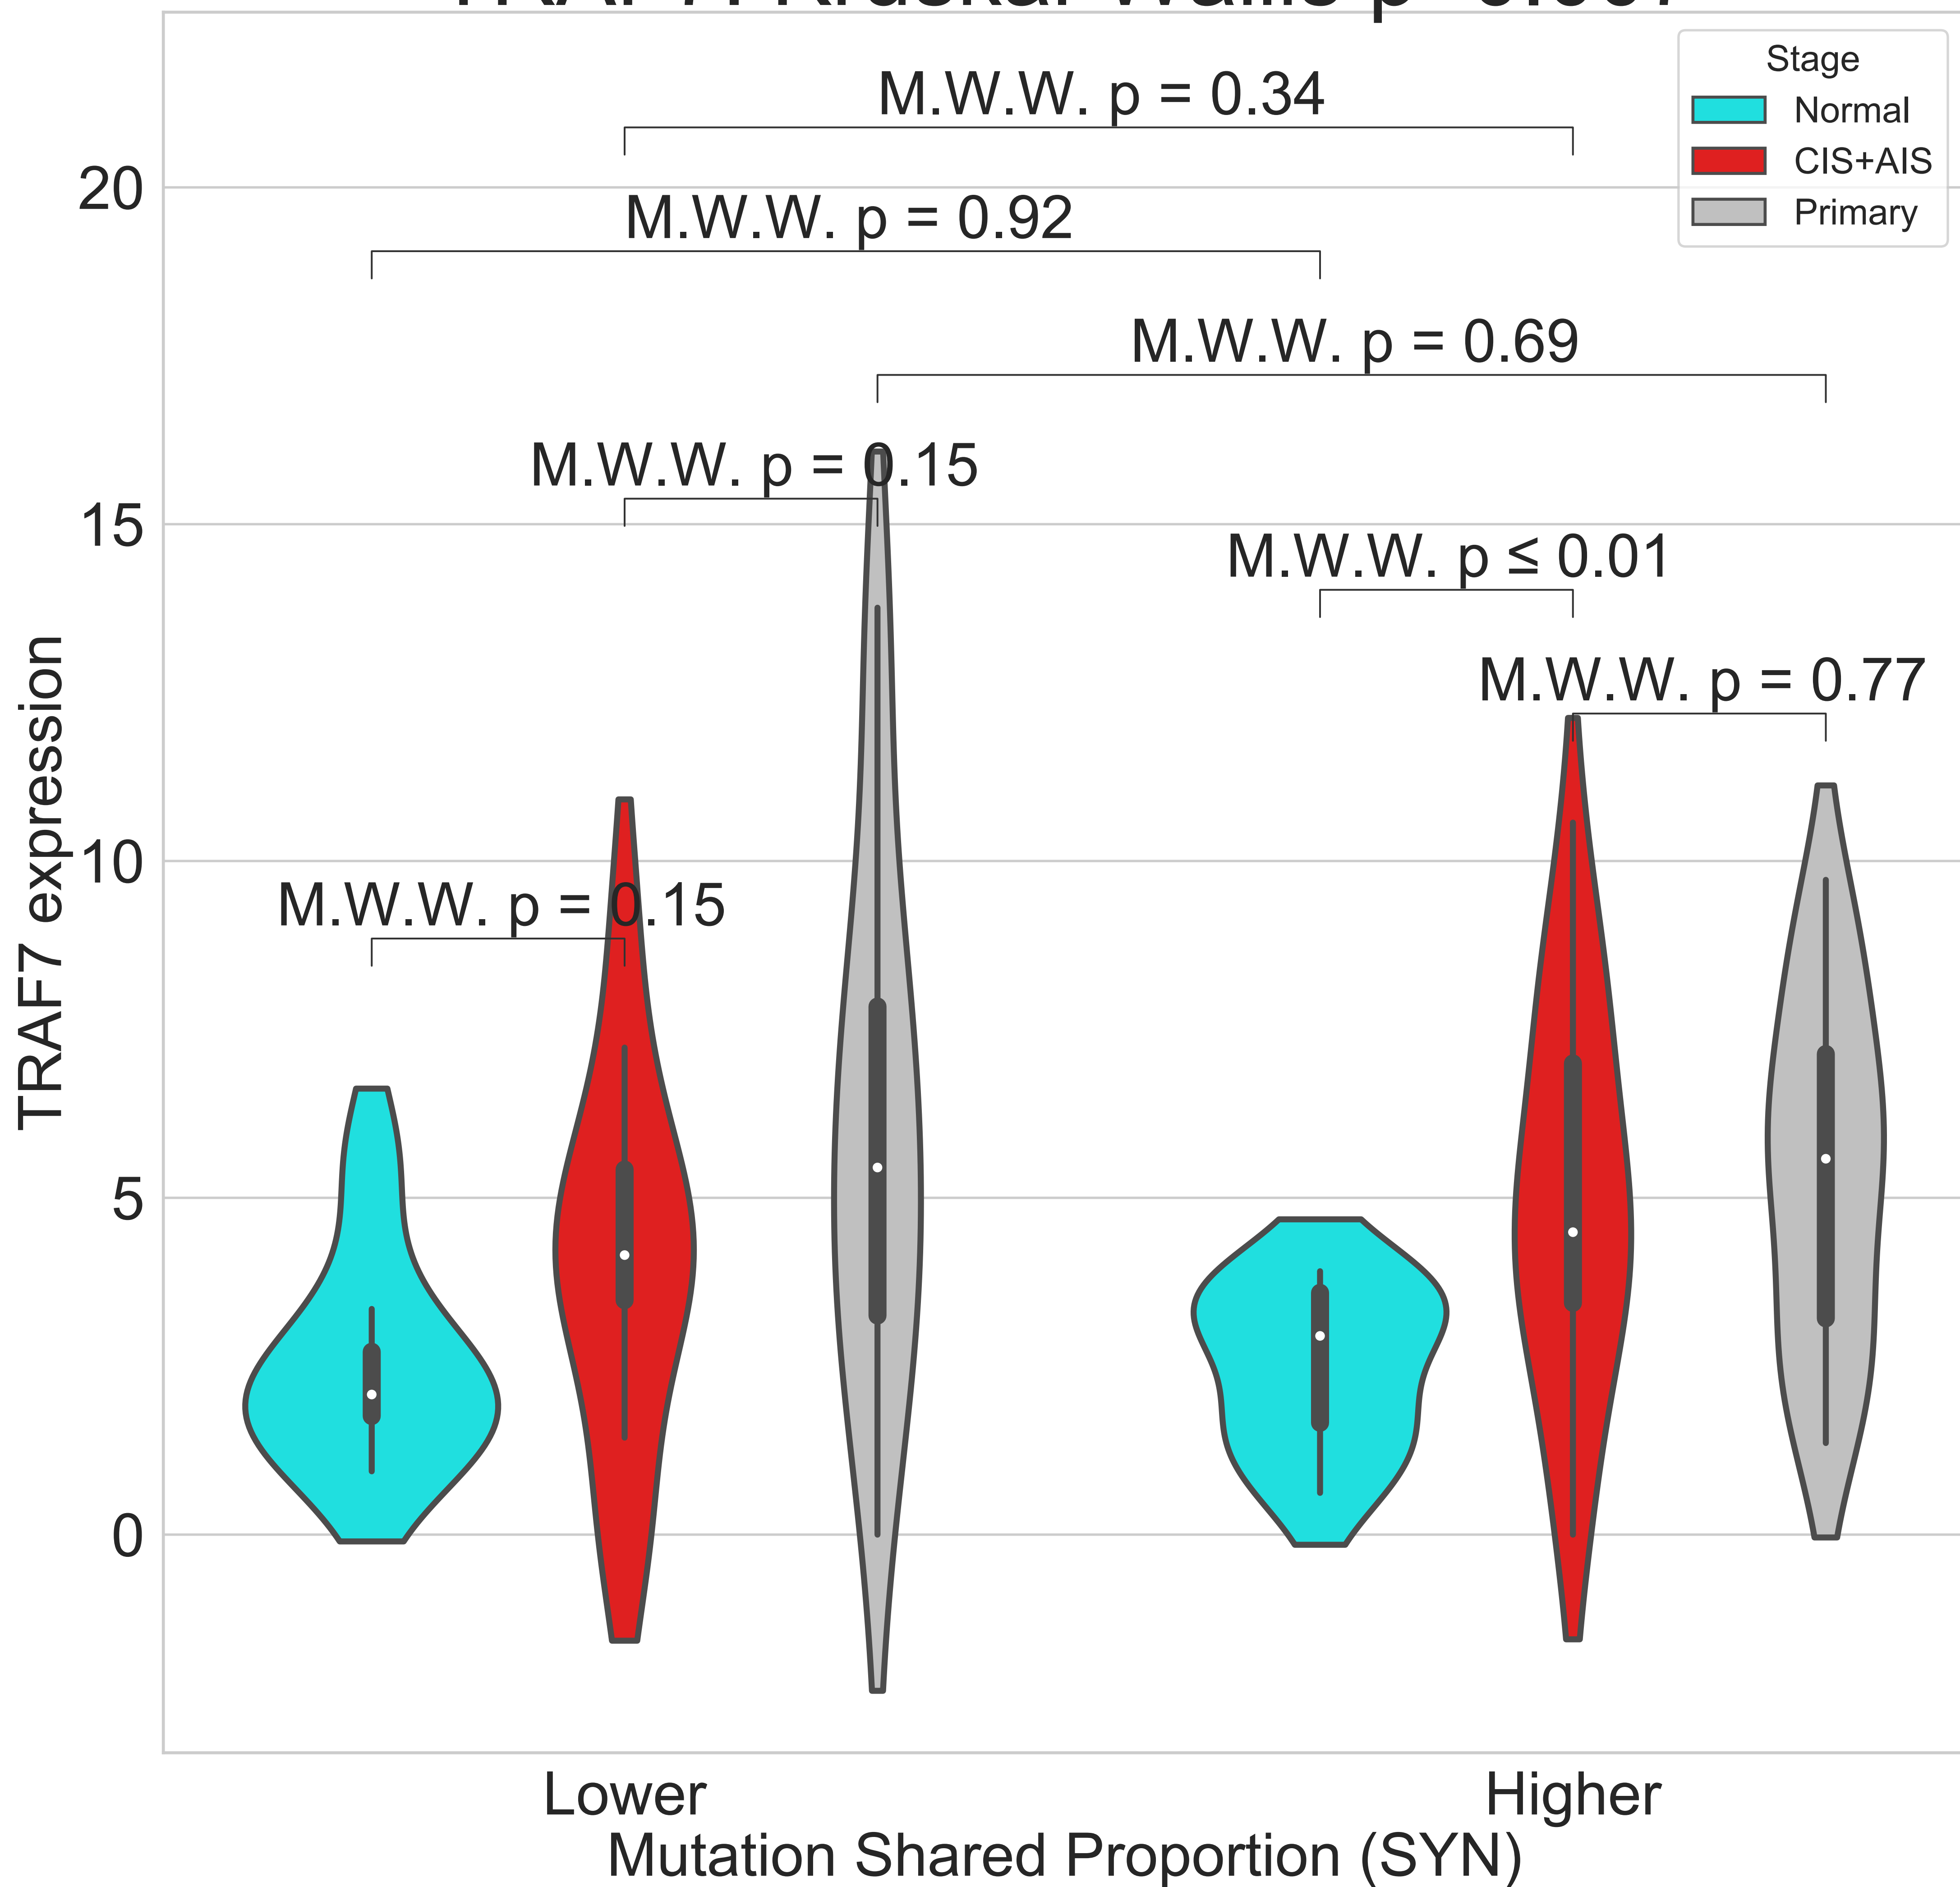 M.W.W. p = 0.34
M.W.W. p = 0.92
M.W.W. p = 0.69
M.W.W. p = 0.15
M.W.W. p ≤ 0.01
M.W.W. p = 0.77
M.W.W. p = 0.15
Stage
Normal
CIS+AIS
Primary
20
15
10
5
0
TRAF7 expression
Lower
Higher
Mutation Shared Proportion (SYN)